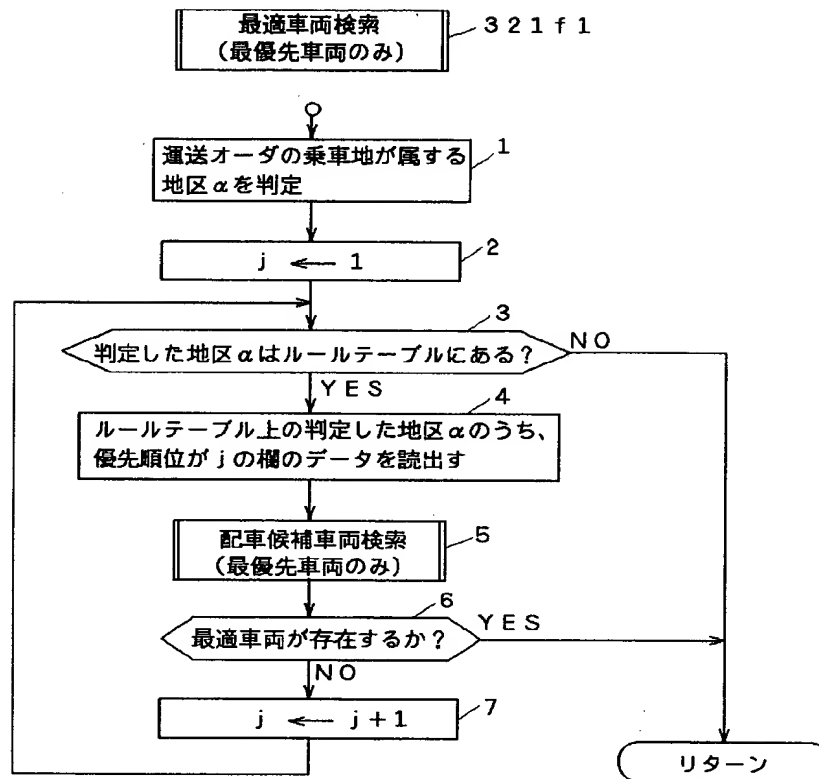 最適車両検索
(最優先車両のみ)
321f1
運送オーダの乗車地が属する
地区αを判定
1
j ← 1
2
3
判定した地区αはルールテーブルにある?
NO
YES
4
ルールテーブル上の判定した地区αのうち、
優先順位がjの欄のデータを読出す
配車候補車両検索
(最優先車両のみ)
5
6
最適車両が存在するか?
YES
NO
j ← j+1
7
リターン